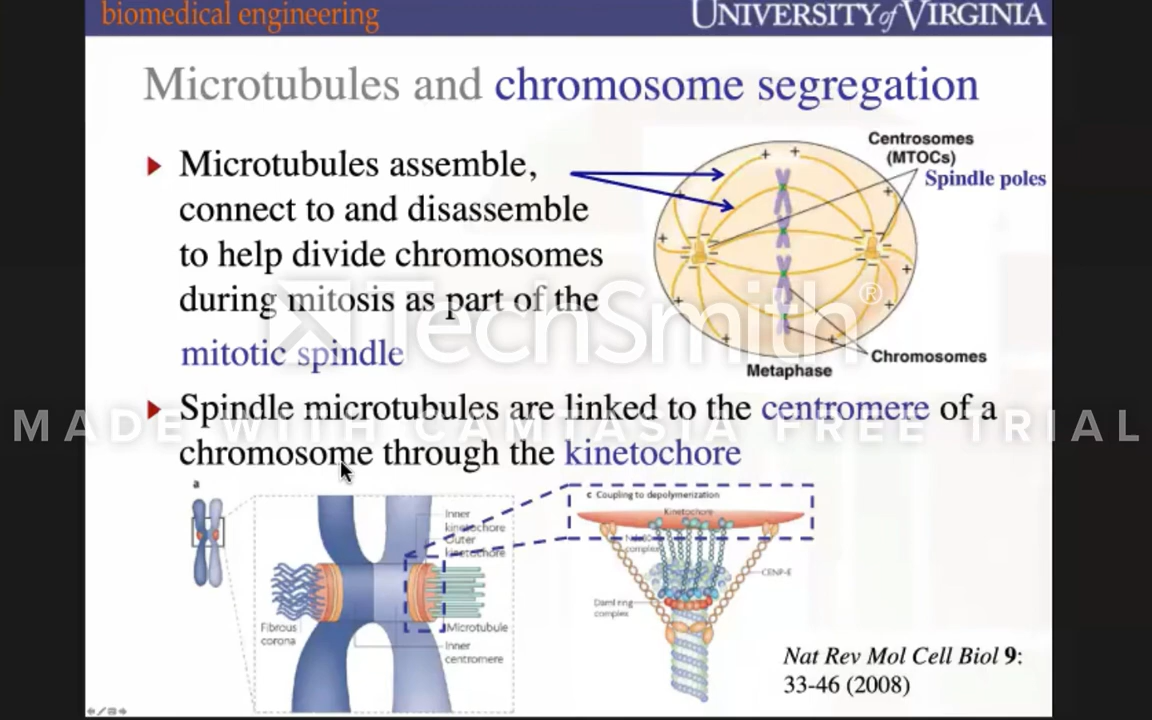 biomedical engineering
UNIVERSITY of VIRGINIA
Microtubules and chromosome segregation
Microtubules assemble,
connect to and disassemble
to help divide chromosomes
during mitosis as part of the
mitotic spindle
Centrosomes
(MTOCs)
Spindle poles
Chromosomes
Metaphase
TechSmith®
Spindle microtubules are linked to the centromere of a
MADE WITH CAMTASIA FREE TRIAL
chromosome through the kinetochore
a
Inner
kinetochore
Outer
kinetochore
Fibrous
corona
Microtubule
Inner
centromere
c Coupling to depolymerization
Kinetochore
complex
CENP-E
Dam1 ring
complex
Nat Rev Mol Cell Biol 9:
33-46 (2008)